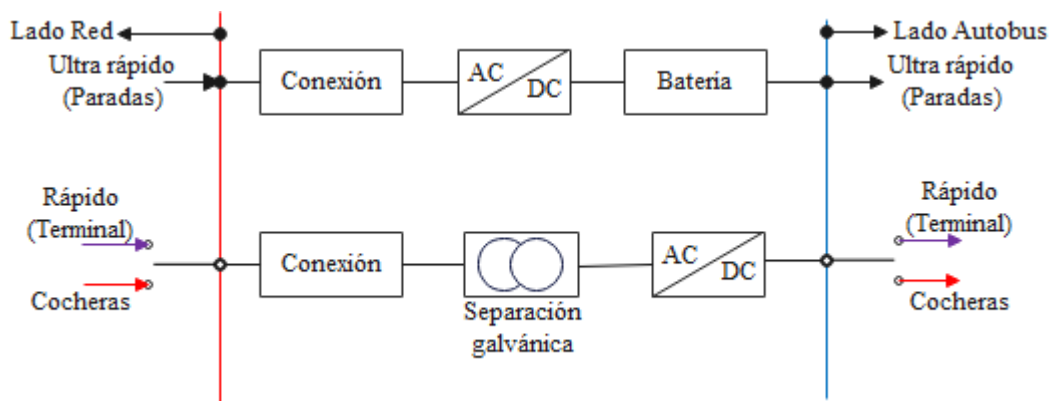 Lado Red
Lado Autobus
Ultra rápido
(Paradas)
Conexión
AC
DC
Bateria
Ultra rápido
(Paradas)
Rápido
(Terminal)
Cocheras
Conexión
Separación
galvánica
AC
DC
Rápido
(Terminal)
Cocheras